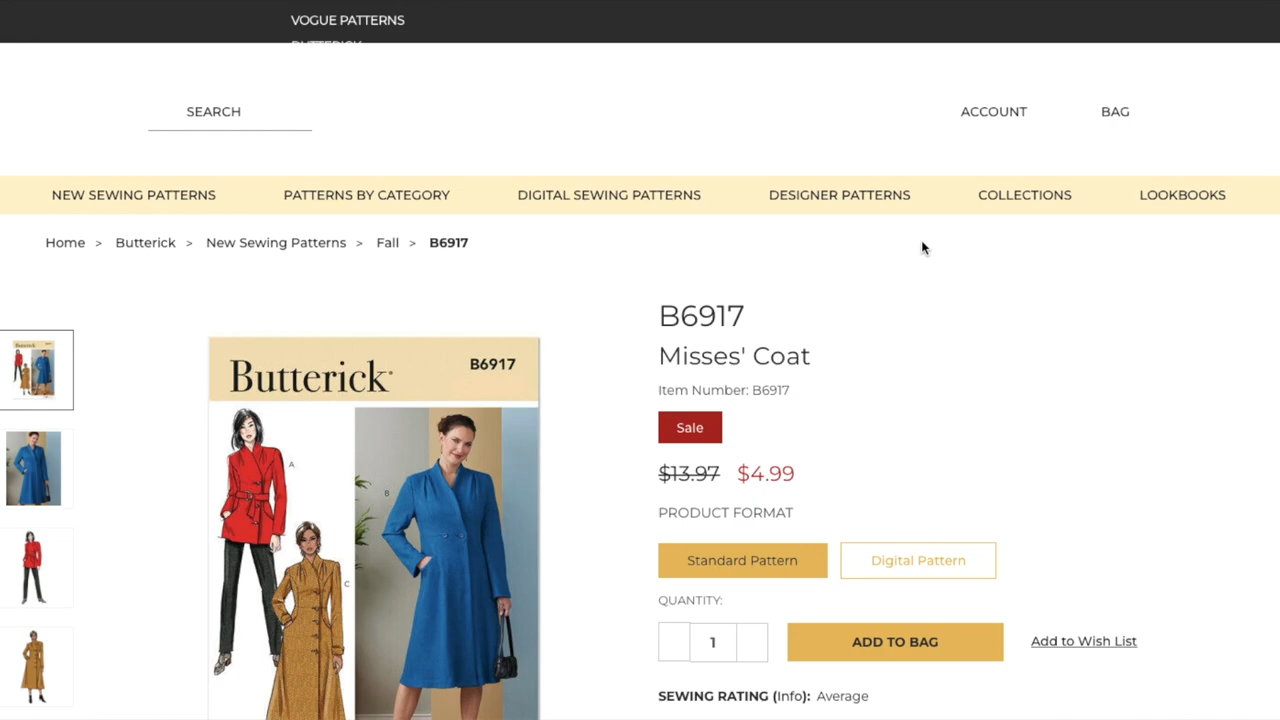 VOGUE PATTERNS
BUTTERICK
SEARCH
ACCOUNT
BAG
NEW SEWING PATTERNS
PATTERNS BY CATEGORY
DIGITAL SEWING PATTERNS
DESIGNER PATTERNS
COLLECTIONS
LOOKBOOKS
Home > Butterick > New Sewing Patterns > Fall > B6917
B6917
Misses' Coat
Item Number: B6917
Sale
$13.97 $4.99
PRODUCT FORMAT
Standard Pattern
Digital Pattern
QUANTITY:
1
ADD TO BAG
Add to Wish List
SEWING RATING (Info): Average
Butterick
B6917
A
B
C